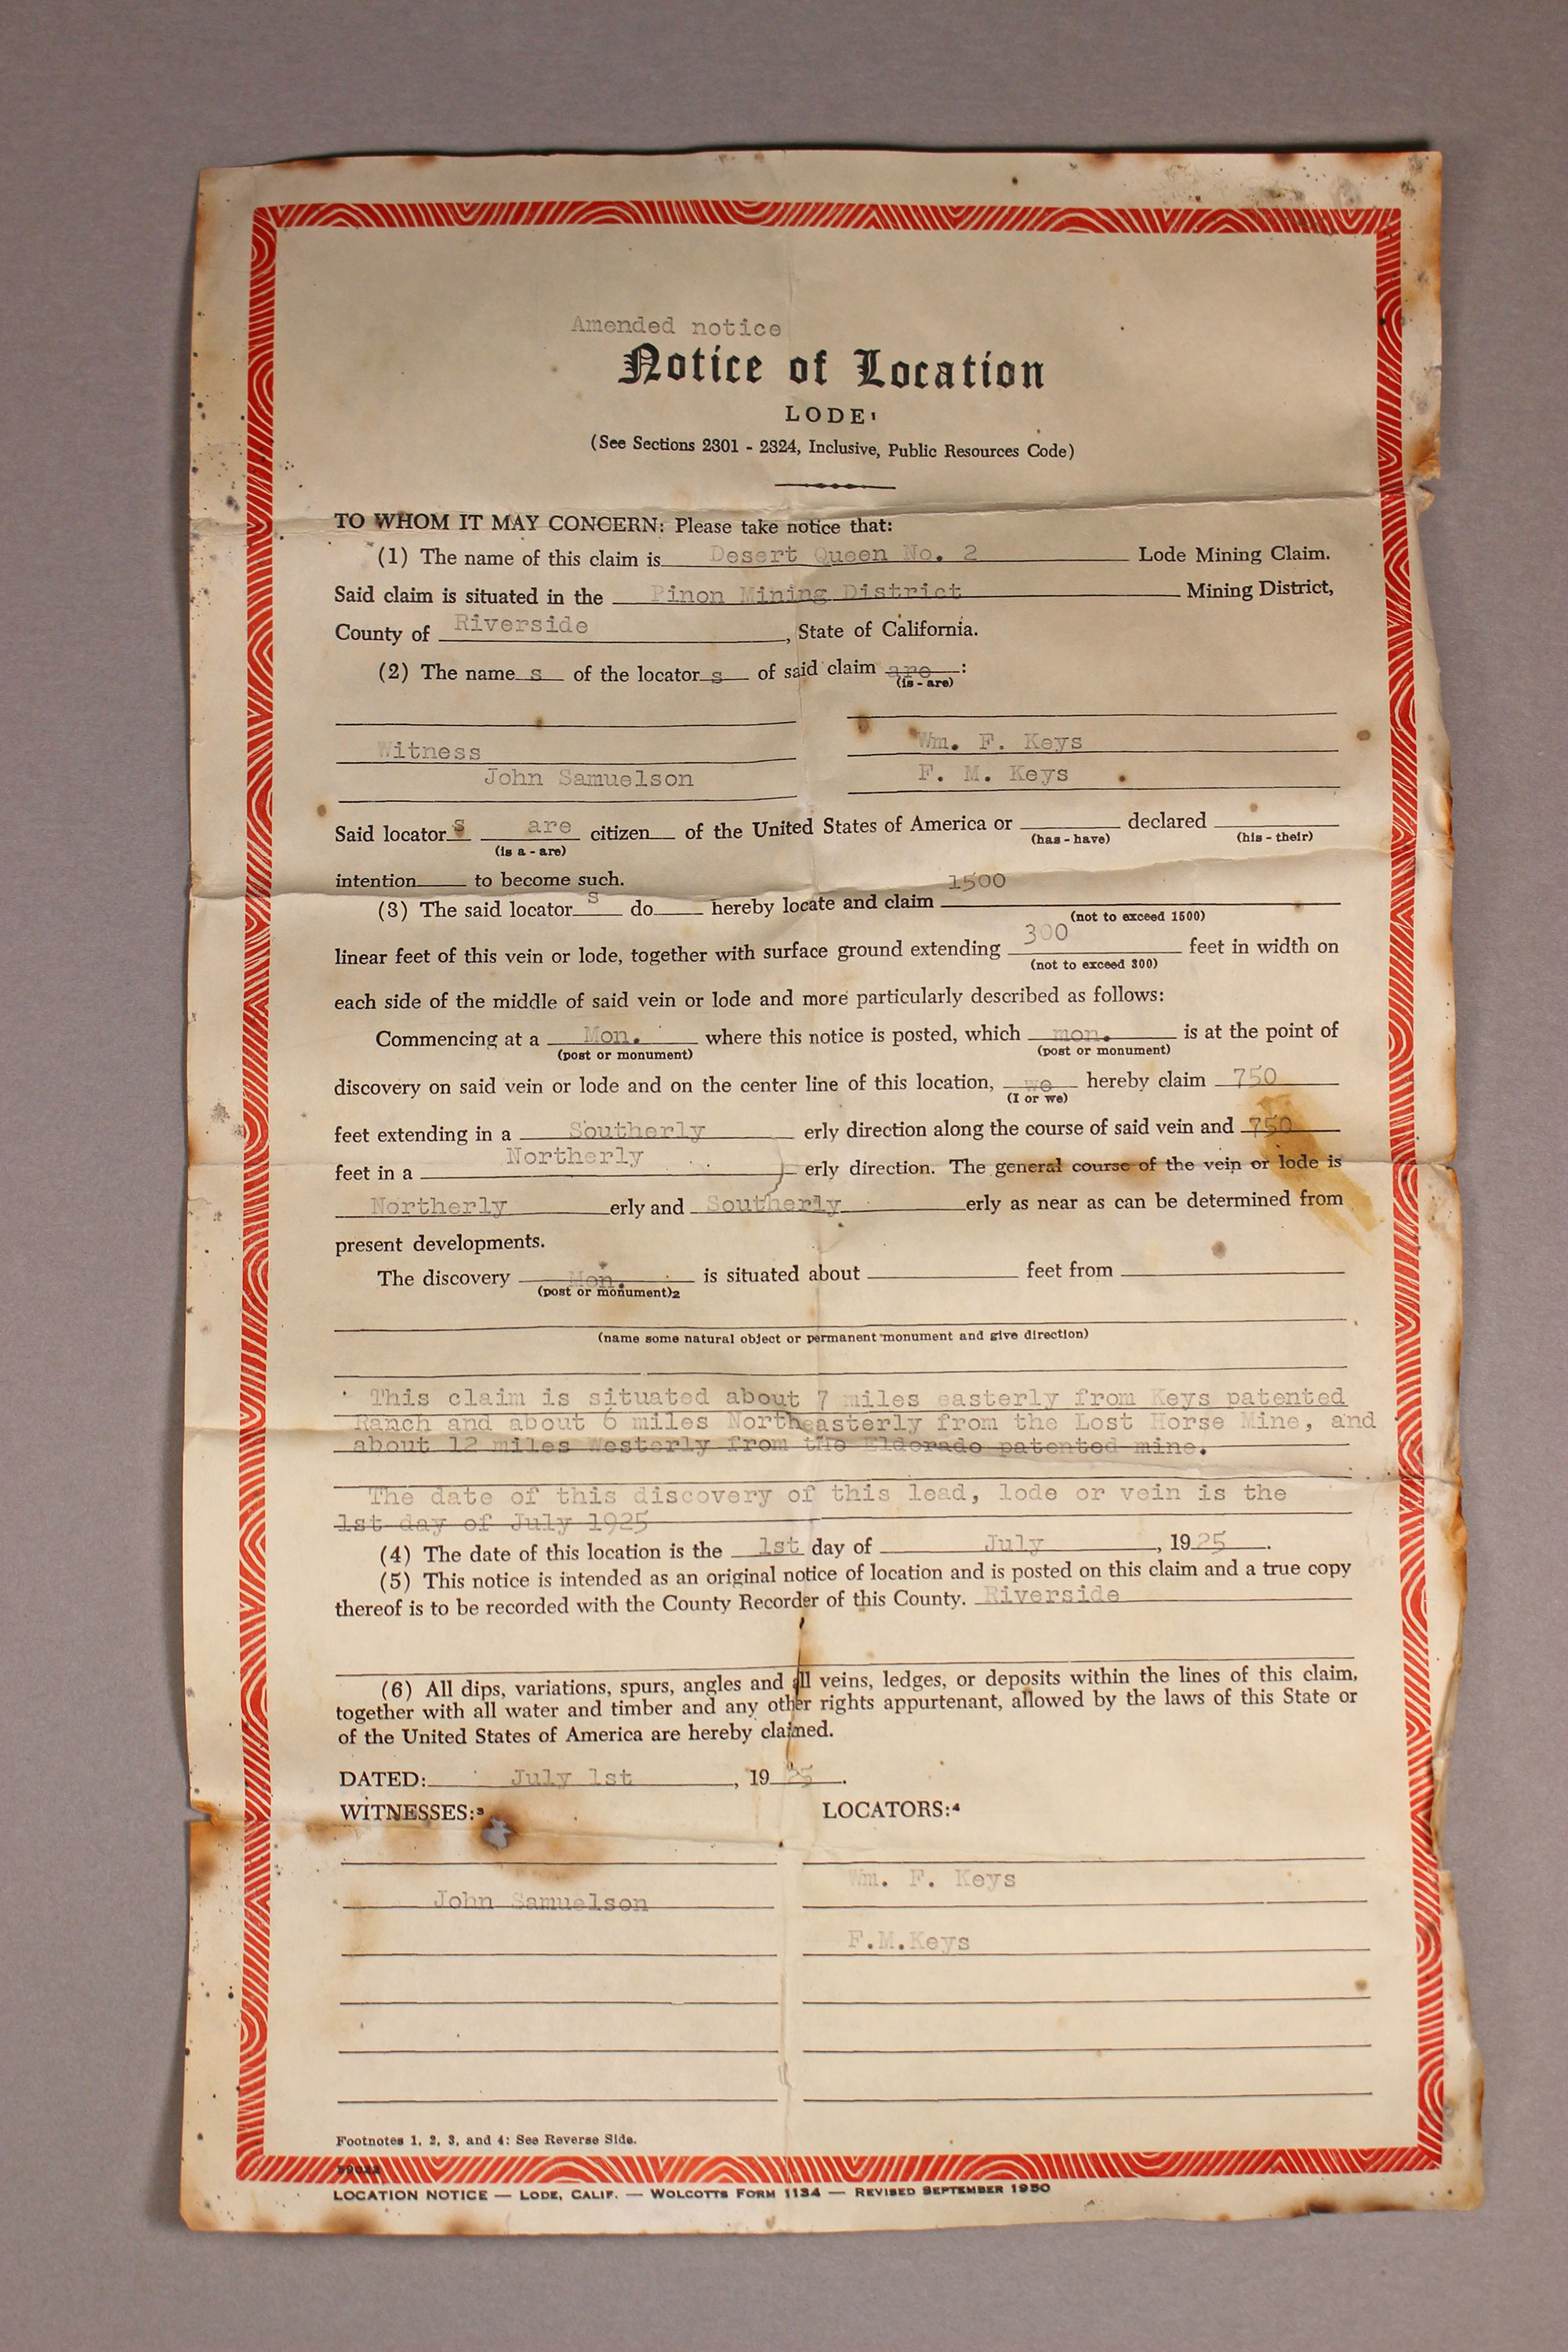 Amended notice
Notice of Location
LODE¹
(See Sections 2301 - 2324, Inclusive, Public Resources Code)
TO WHOM IT MAY CONCERN: Please take notice that:
(1) The name of this claim is Desert Queen No. 2 Lode Mining Claim.
Said claim is situated in the Pinon Mining District Mining District,
County of Riverside, State of California.
(2) The name s of the locator s of said claim are :
(is - are)
Witness Wm. F. Keys
John Samuelson F. M. Keys
Said locator s are citizen of the United States of America or declared
(is a - are) (has - have) (his - their)
intention to become such.
(3) The said locator s do hereby locate and claim 1500
(not to exceed 1500)
linear feet of this vein or lode, together with surface ground extending 300 feet in width on
(not to exceed 300)
each side of the middle of said vein or lode and more particularly described as follows:
Commencing at a Mon. where this notice is posted, which mon. is at the point of
(post or monument) (post or monument)
discovery on said vein or lode and on the center line of this location, we hereby claim 750
(I or we)
feet extending in a Southerly erly direction along the course of said vein and 750
feet in a Northerly erly direction. The general course of the vein or lode is
Northerly erly and Southerly erly as near as can be determined from
present developments.
The discovery Mon. is situated about feet from
(post or monument)2
(name some natural object or permanent monument and give direction)
This claim is situated about 7 miles easterly from Keys patented
Ranch and about 6 miles Northeasterly from the Lost Horse Mine, and
about 12 miles Westerly from the Eldorado patented mine.
The date of this discovery of this lead, lode or vein is the
1st day of July 1925
(4) The date of this location is the 1st day of July, 1925.
(5) This notice is intended as an original notice of location and is posted on this claim and a true copy
thereof is to be recorded with the County Recorder of this County. Riverside
(6) All dips, variations, spurs, angles and all veins, ledges, or deposits within the lines of this claim,
together with all water and timber and any other rights appurtenant, allowed by the laws of this State or
of the United States of America are hereby claimed.
DATED: July 1st, 1925.
WITNESSES:³ LOCATORS:⁴
Wm. F. Keys
John Samuelson
F.M.Keys
Footnotes 1, 2, 3, and 4: See Reverse Side.
LOCATION NOTICE — LODE, CALIF. — WOLCOTTS FORM 1134 — REVISED SEPTEMBER 1950